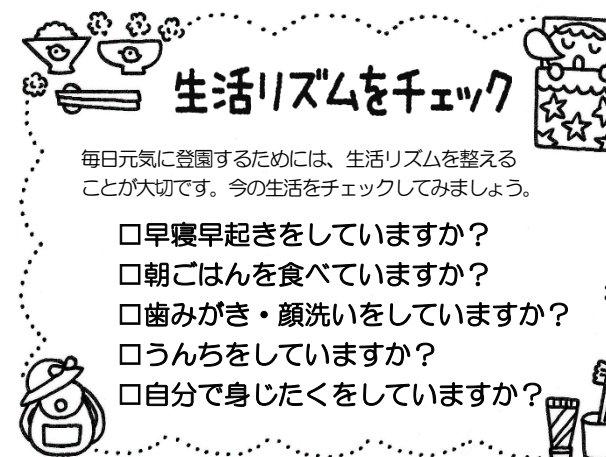 生活リズムをチェック
毎日元気に登園するためには、生活リズムを整える
ことが大切です。今の生活をチェックしてみましょう。
□早寝早起きをしていますか？
□朝ごはんを食べていますか？
□歯みがき・顔洗いをしていますか？
□うんちをしていますか？
□自分で身じたくをしていますか？